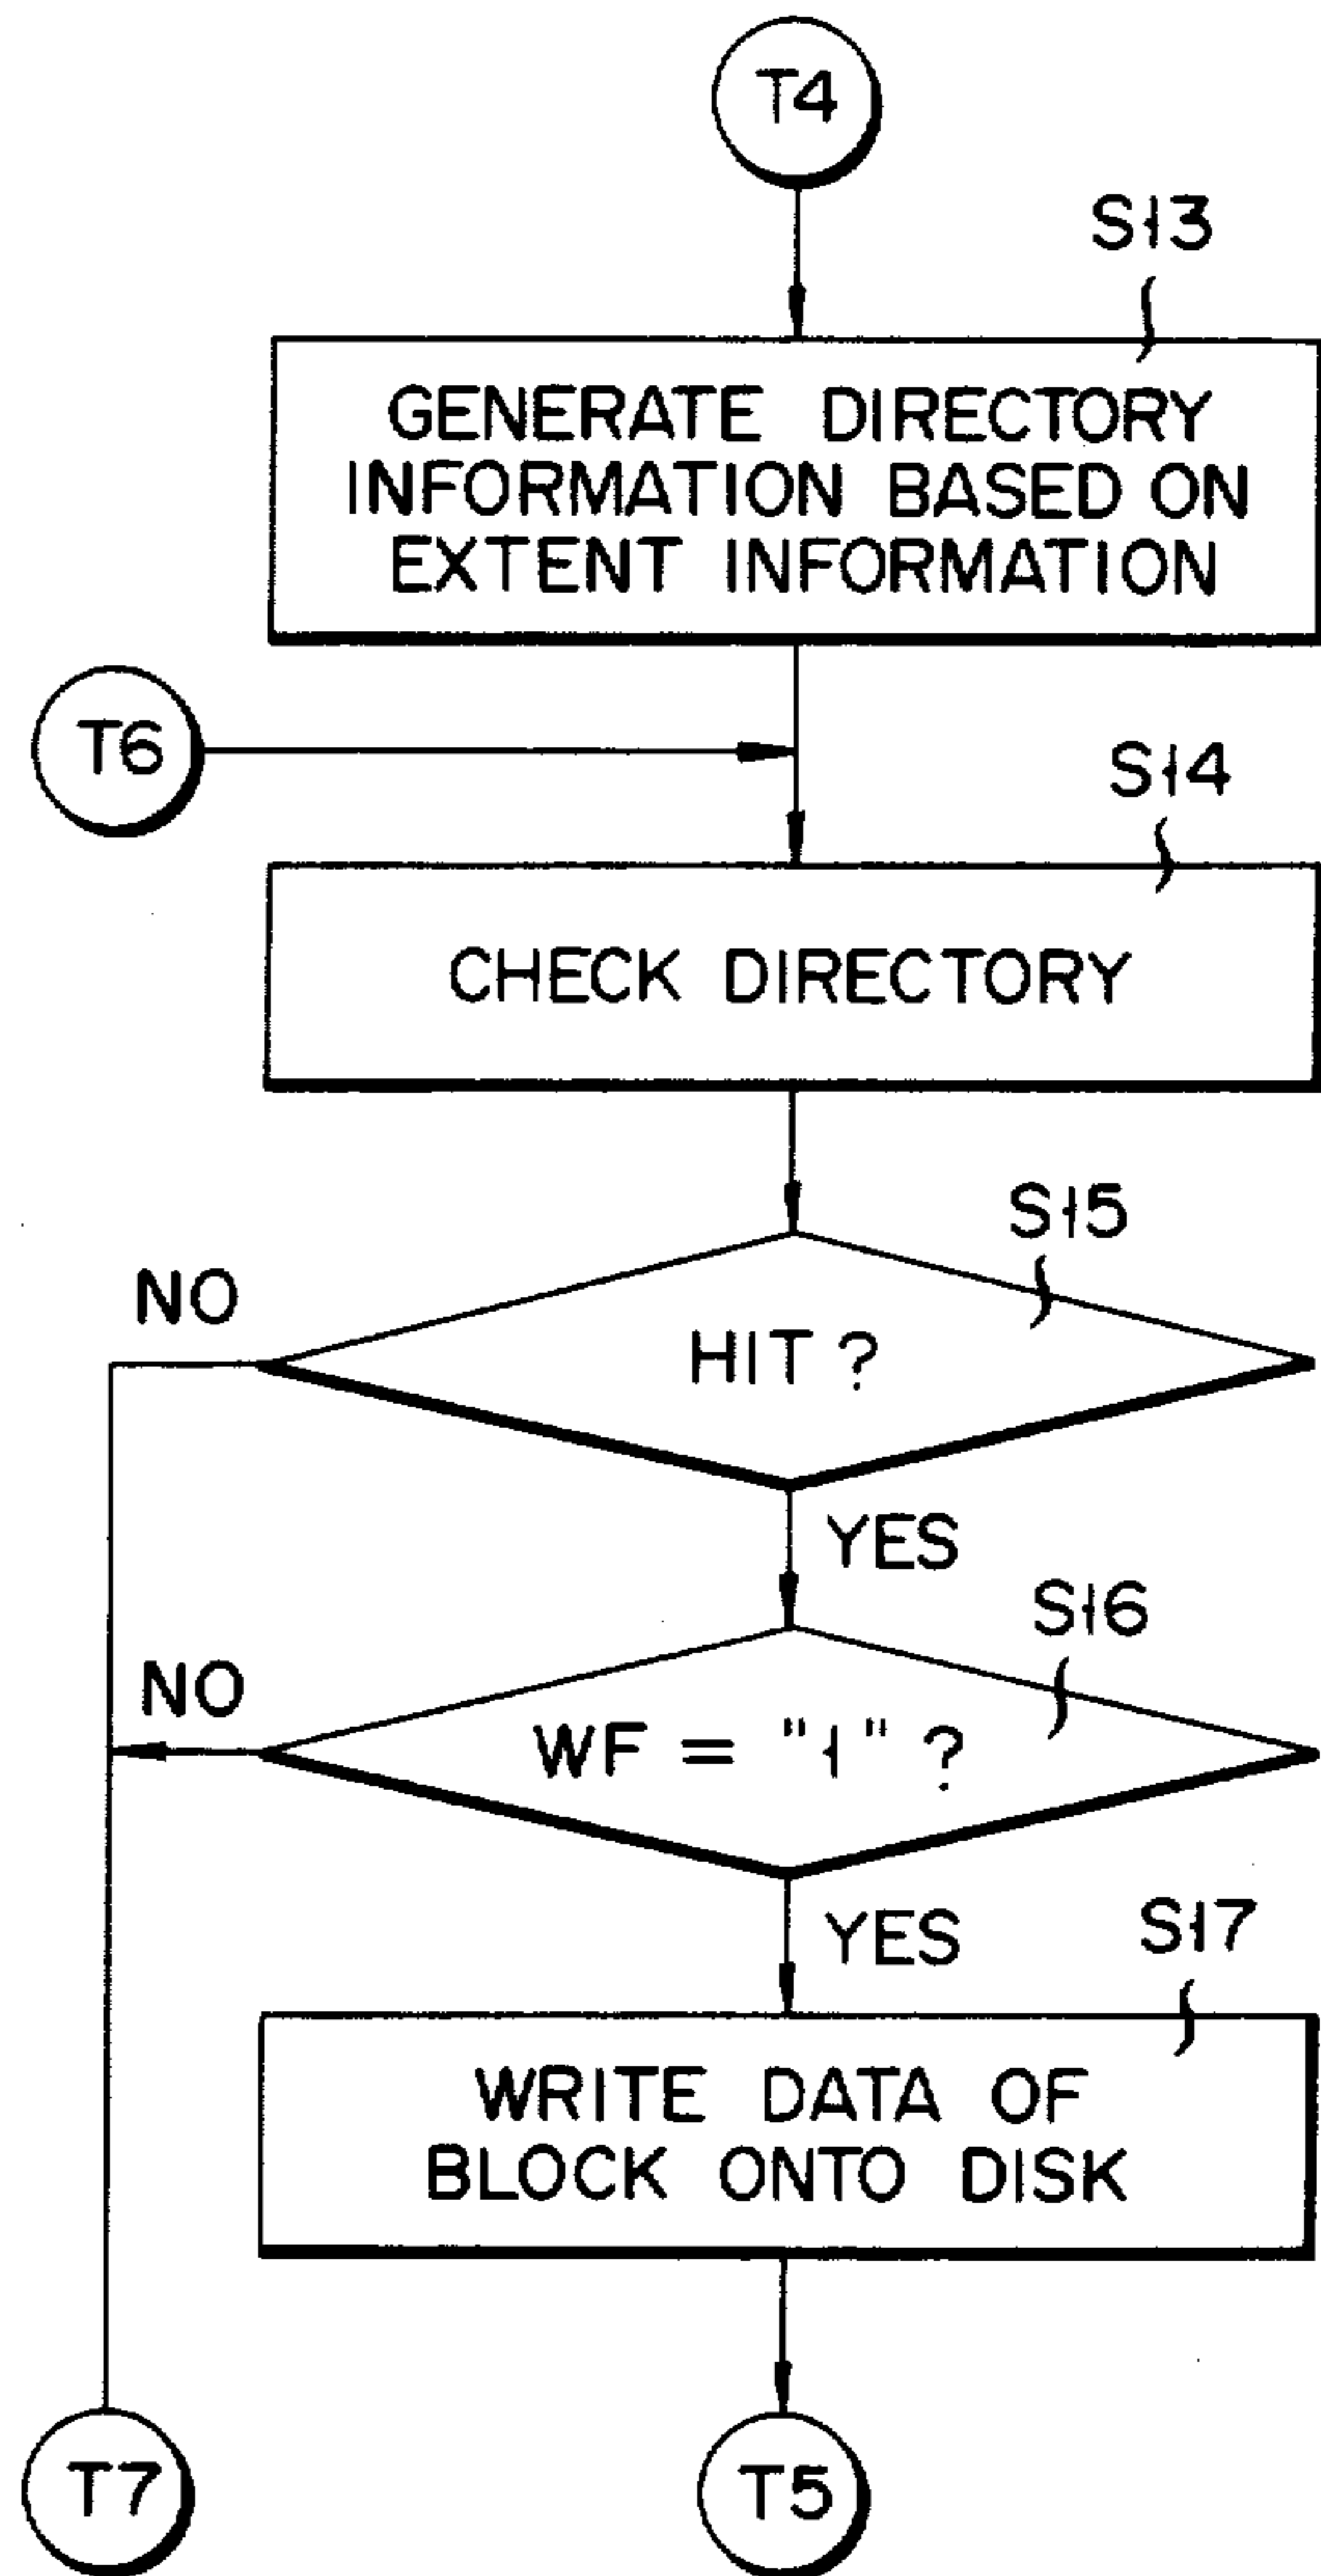 T4
S13
GENERATE DIRECTORY
INFORMATION BASED ON
EXTENT INFORMATION
T6
S14
CHECK DIRECTORY
S15
NO
HIT ?
YES
S16
NO
WF = "1" ?
YES
S17
WRITE DATA OF
BLOCK ONTO DISK
T7
T5